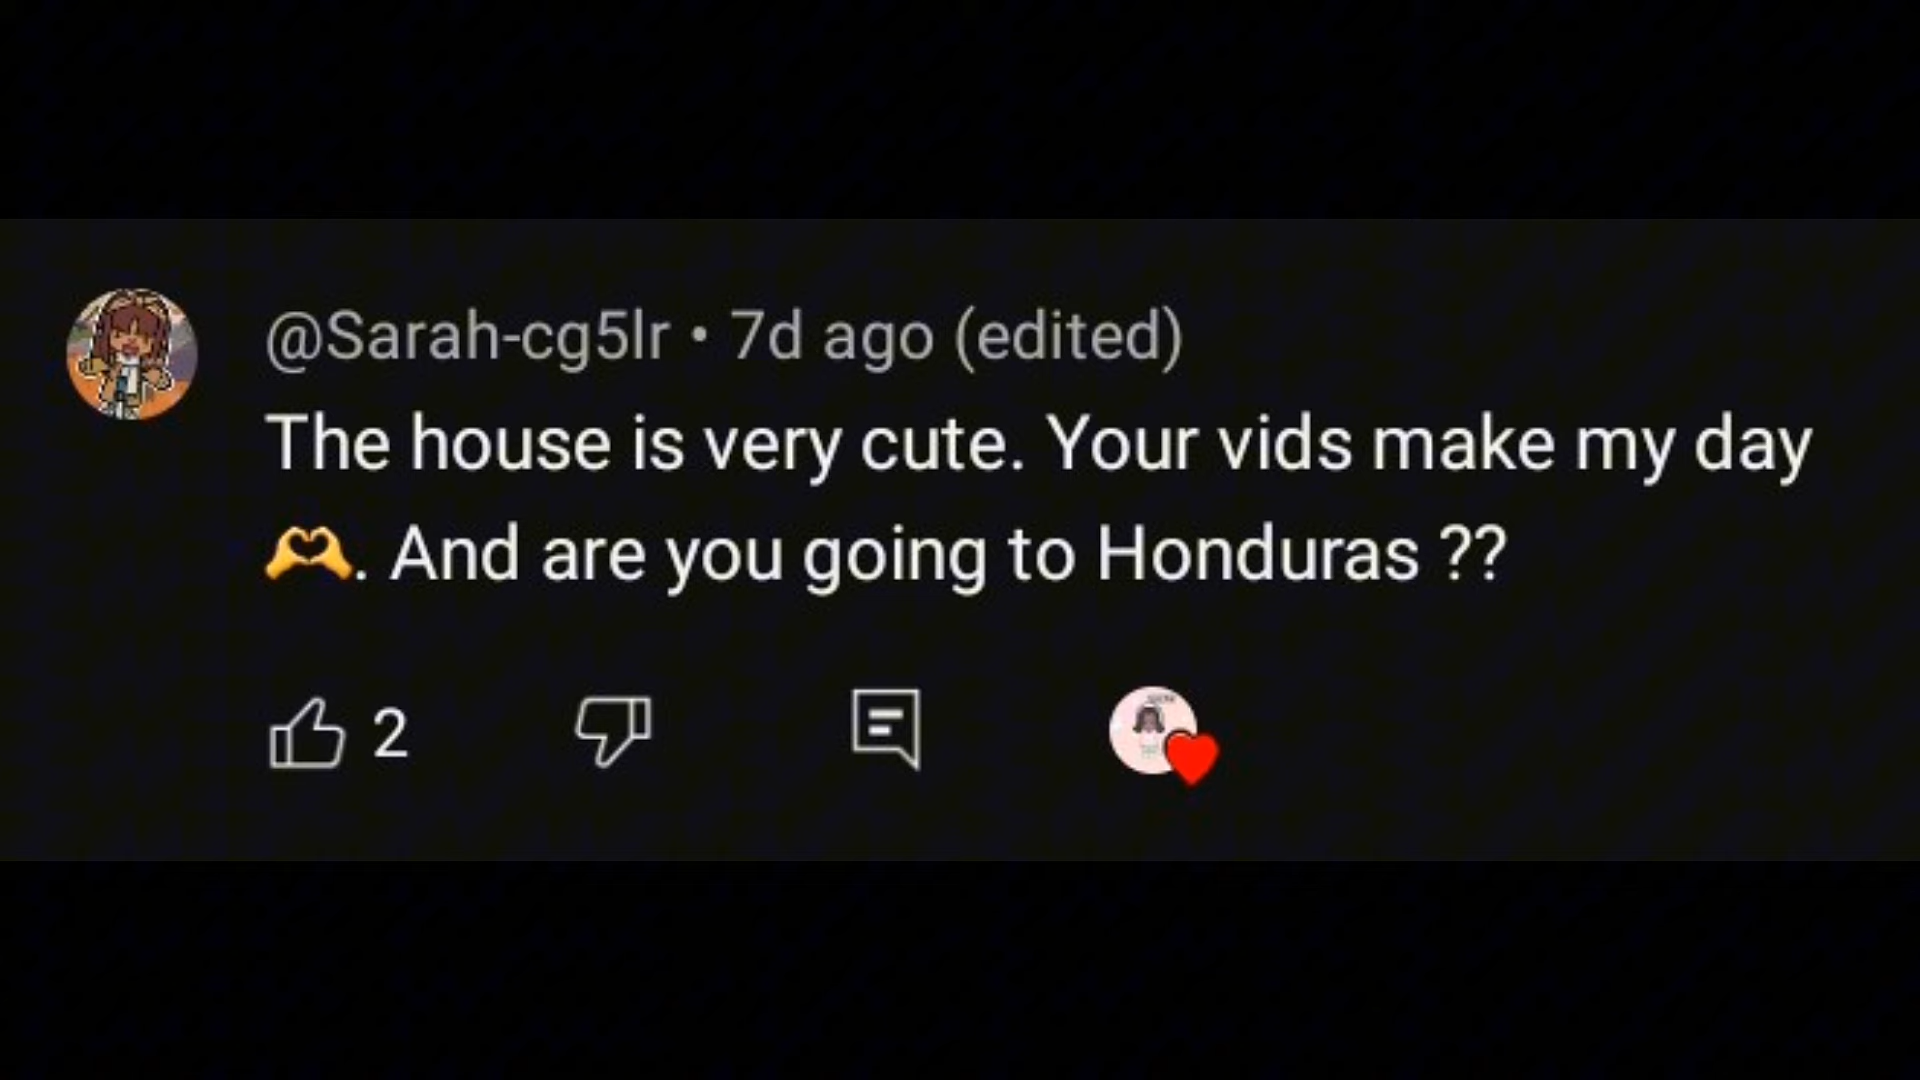 @Sarah-cg5lr • 7d ago (edited)
The house is very cute. Your vids make my day
🫶. And are you going to Honduras ??
2